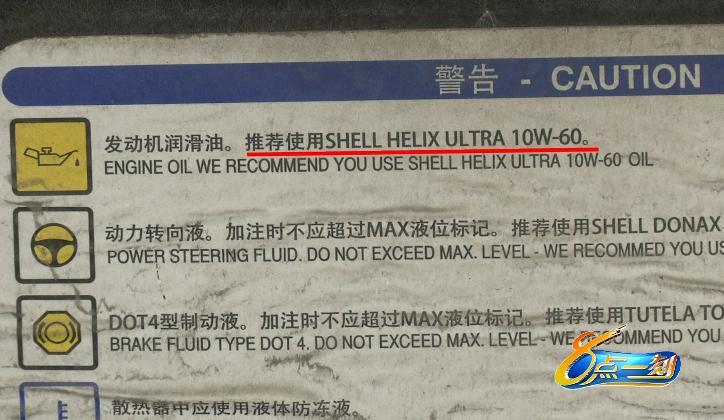 警告 - CAUTION
发动机润滑油。推荐使用SHELL HELIX ULTRA 10W-60。
ENGINE OIL WE RECOMMEND YOU USE SHELL HELIX ULTRA 10W-60 OIL
动力转向液。加注时不应超过MAX液位标记。推荐使用SHELL DONAX
POWER STEERING FLUID. DO NOT EXCEED MAX. LEVEL - WE RECOMMED YOU US
DOT4型制动液。加注时不应超过MAX液位标记。推荐使用TUTELA TO
BRAKE FLUID TYPE DOT 4. DO NOT EXCEED MAX. LEVEL - WE MMEND YOU
8点一刻
散热器中应使用液体防冻液。